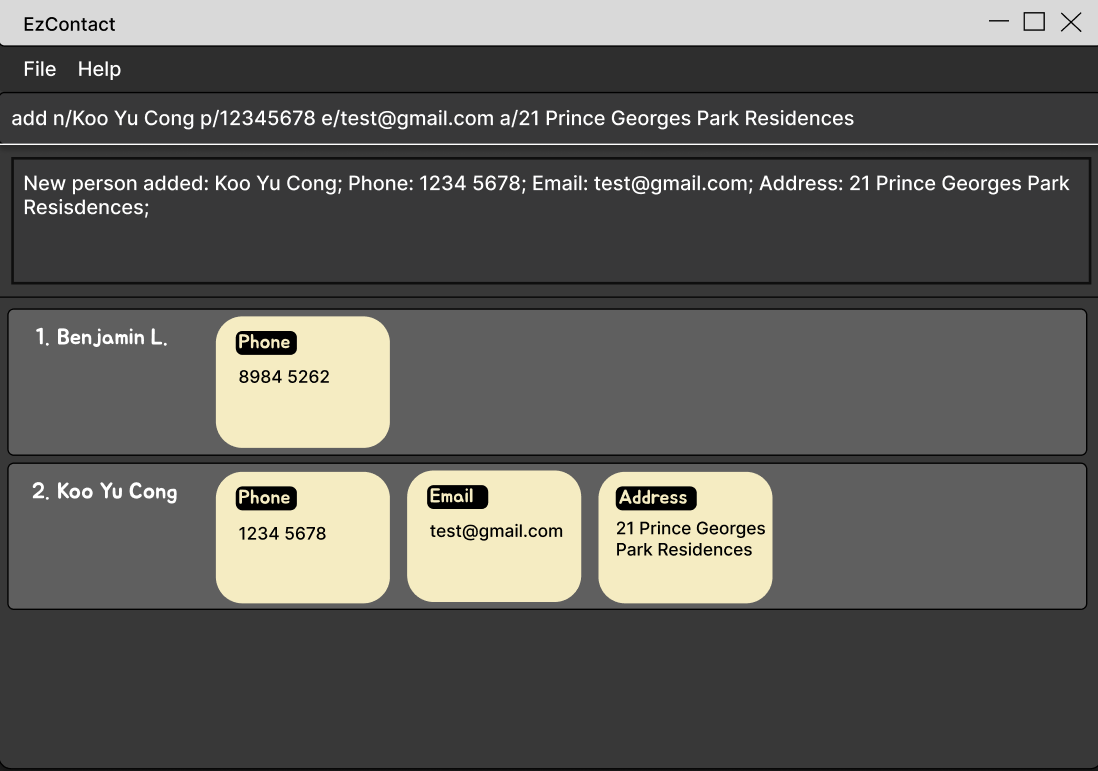 EzContact
File Help
add n/Koo Yu Cong p/12345678 e/test@gmail.com a/21 Prince Georges Park Residences
New person added: Koo Yu Cong; Phone: 1234 5678; Email: test@gmail.com; Address: 21 Prince Georges Park
Resisdences;
1. Benjamin L.
Phone
8984 5262
2. Koo Yu Cong
Phone
1234 5678
Email
test@gmail.com
Address
21 Prince Georges
Park Residences